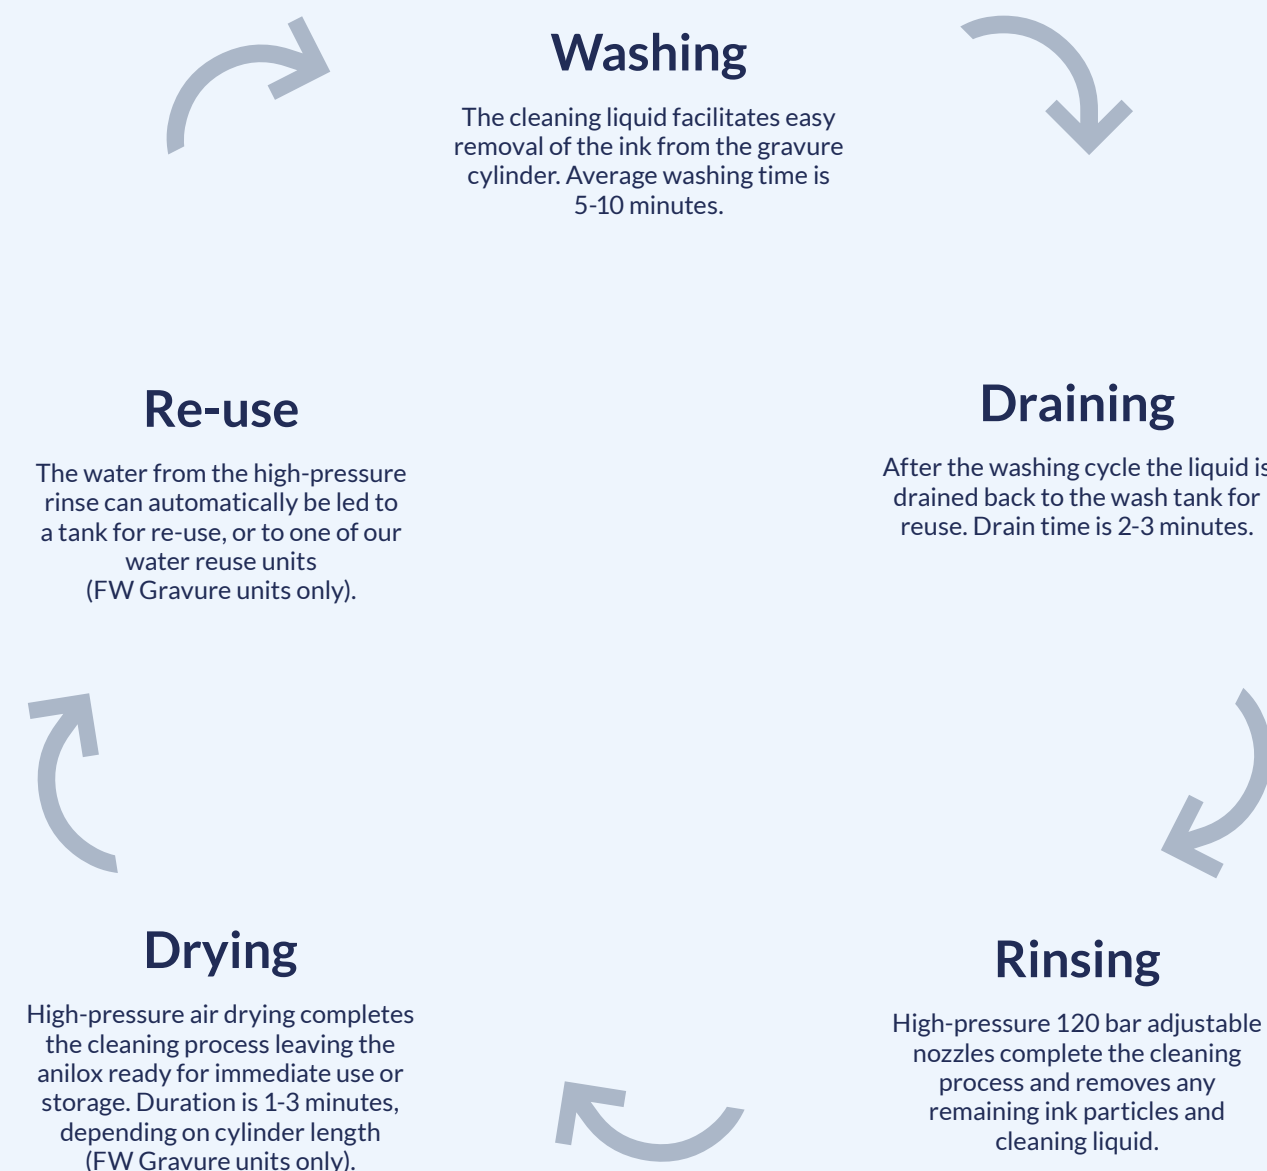 Washing
The cleaning liquid facilitates easy
removal of the ink from the gravure
cylinder. Average washing time is
5-10 minutes.
Draining
After the washing cycle the liquid is
drained back to the wash tank for
reuse. Drain time is 2-3 minutes.
Rinsing
High-pressure 120 bar adjustable
nozzles complete the cleaning
process and removes any
remaining ink particles and
cleaning liquid.
Drying
High-pressure air drying completes
the cleaning process leaving the
anilox ready for immediate use or
storage. Duration is 1-3 minutes,
depending on cylinder length
(FW Gravure units only).
Re-use
The water from the high-pressure
rinse can automatically be led to
a tank for re-use, or to one of our
water reuse units
(FW Gravure units only).